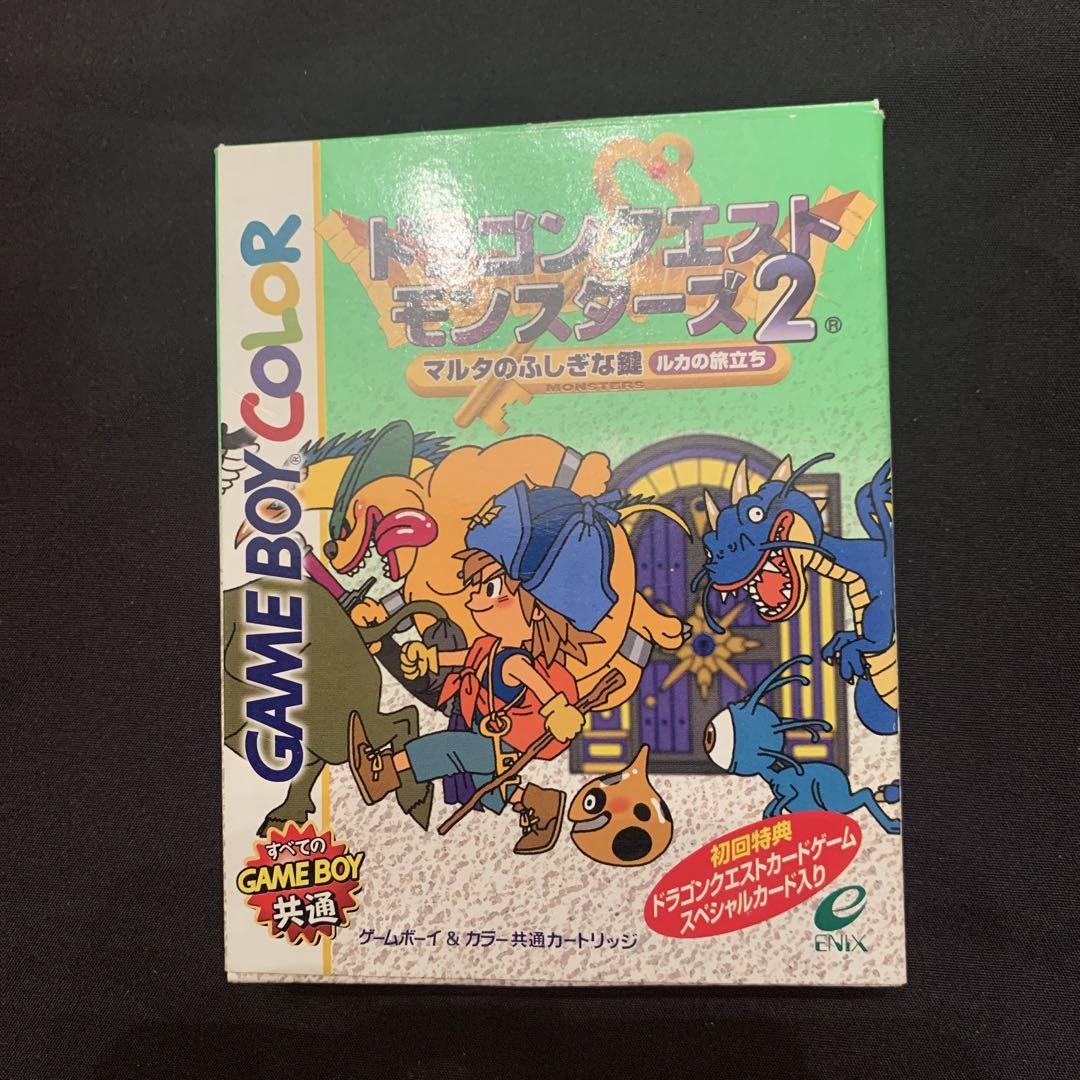 GAME BOY COLOR
ドラゴンクエスト
モンスターズ2®
マルタのふしぎな鍵 ルカの旅立ち
MONSTERS
初回特典
ドラゴンクエストカードゲーム
スペシャルカード入り
すべての
GAME BOY
共通
ゲームボーイ & カラー共通カートリッジ
ENIX